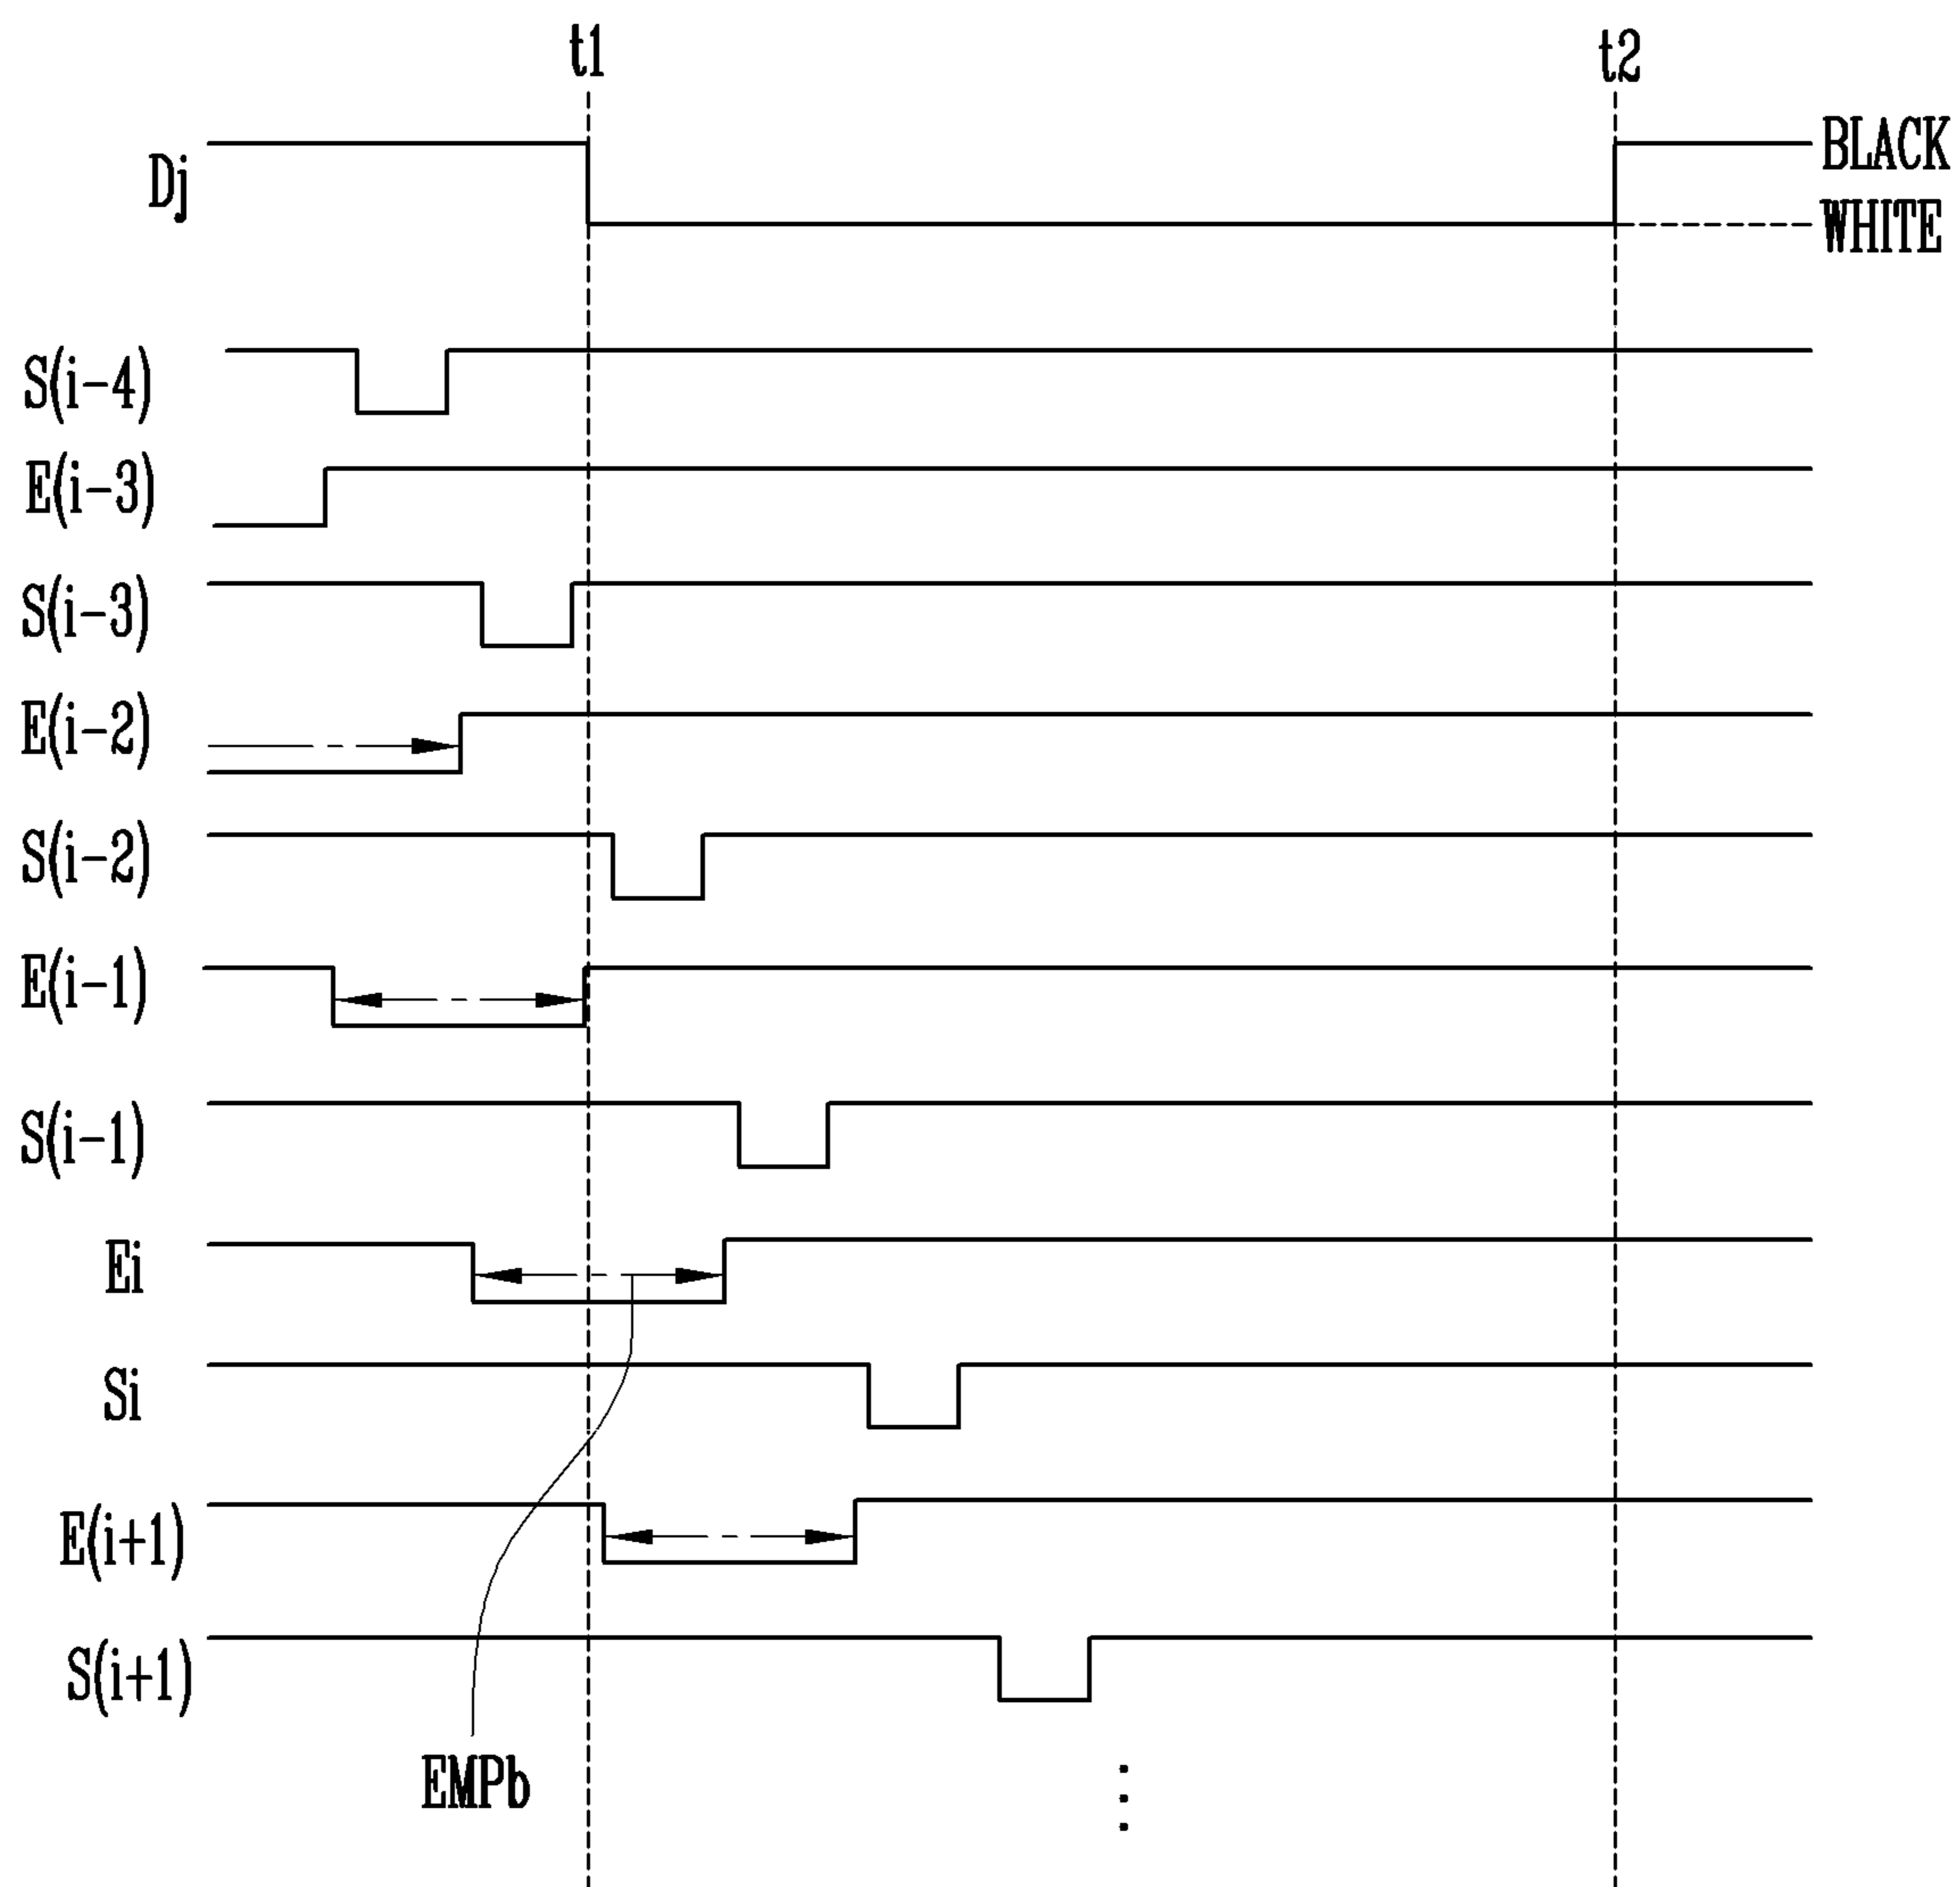 t1
t2
Dj
BLACK
WHITE
S(i-4)
E(i-3)
S(i-3)
E(i-2)
S(i-2)
E(i-1)
S(i-1)
Ei
Si
E(i+1)
S(i+1)
EMPb